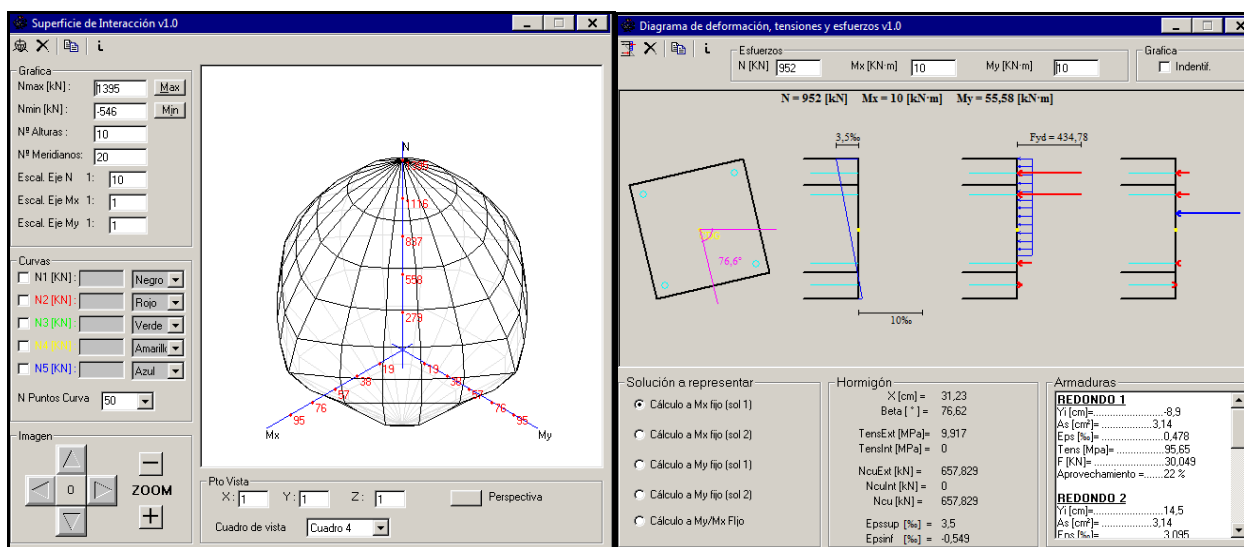 Superficie de Interacción v1.0
Grafica
Nmax [kN] : 1395 Max
Nmin [kN] : -546 Min
Nº Alturas : 10
Nº Meridianos: 20
Escal. Eje N 1: 10
Escal. Eje Mx 1: 1
Escal. Eje My 1: 1
Curvas
N1 [KN] : Negro
N2 [KN] : Rojo
N3 [KN] : Verde
N4 [KN] : Amarillo
N5 [KN] : Azul
N Puntos Curva 50
Imagen
0
ZOOM
N
1116
837
558
279
19 19
38 38
57 57
76 76
95 95
Mx My
Pto Vista
X: 1 Y: 1 Z: 1 Perspectiva
Cuadro de vista Cuadro 4
Diagrama de deformación, tensiones y esfuerzos v1.0
Esfuerzos
N [KN] 952 Mx [KN·m] 10 My [KN·m] 10
Grafica
Indentif.
N = 952 [kN] Mx = 10 [kN·m] My = 55,58 [kN·m]
3,5‰ Fyd = 434,78
76,6°
10‰
Solución a representar
Cálculo a Mx fijo (sol 1)
Cálculo a Mx fijo (sol 2)
Cálculo a My fijo (sol 1)
Cálculo a My fijo (sol 2)
Cálculo a My/Mx FIjo
Hormigón
X [cm] = 31,23
Beta [ ° ] = 76,62
TensExt [MPa]= 9,917
TensInt [MPa]= 0
NcuExt [kN] = 657,829
NcuInt [kN] = 0
Ncu [kN] = 657,829
Epssup [‰] = 3,5
Epsinf [‰] = -0,549
Armaduras
REDONDO 1
Yi [cm]=......................-8,9
As [cm²]= ...................3,14
Eps [‰]= ....................0,478
Tens [Mpa]= ...............95,65
F [KN]= .....................30,049
Aprovechamiento =......22 %
REDONDO 2
Yi [cm]=......................14,5
As [cm²]= ...................3,14
Eps [‰]= ....................3,095